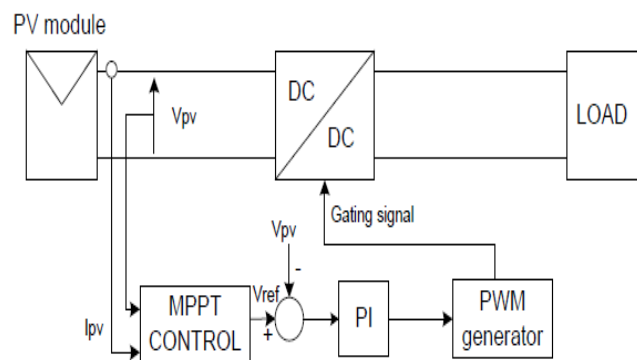 PV module
Vpv
DC
DC
LOAD
Gating signal
Vpv
-
Ipv
MPPT
CONTROL
Vref
+
PI
PWM
generator